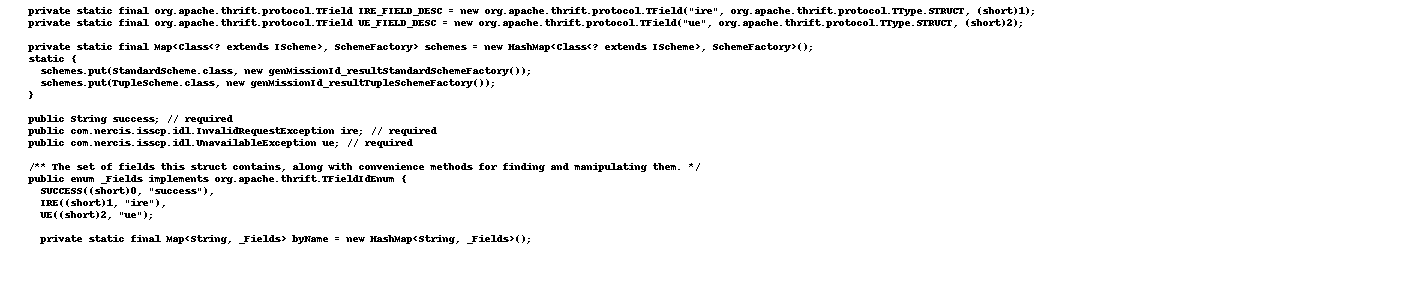 private static final org.apache.thrift.protocol.TField IRE_FIELD_DESC = new org.apache.thrift.protocol.TField("ire", org.apache.thrift.protocol.TType.STRUCT, (short)1);
private static final org.apache.thrift.protocol.TField UE_FIELD_DESC = new org.apache.thrift.protocol.TField("ue", org.apache.thrift.protocol.TType.STRUCT, (short)2);
private static final Map<Class<? extends IScheme>, SchemeFactory> schemes = new HashMap<Class<? extends IScheme>, SchemeFactory>();
static {
schemes.put(StandardScheme.class, new genMissionId_resultStandardSchemeFactory());
schemes.put(TupleScheme.class, new genMissionId_resultTupleSchemeFactory());
}
public String success; // required
public com.nercis.isscp.idl.InvalidRequestException ire; // required
public com.nercis.isscp.idl.UnavailableException ue; // required
/** The set of fields this struct contains, along with convenience methods for finding and manipulating them. */
public enum _Fields implements org.apache.thrift.TFieldIdEnum {
SUCCESS((short)0, "success"),
IRE((short)1, "ire"),
UE((short)2, "ue");
private static final Map<String, _Fields> byName = new HashMap<String, _Fields>();